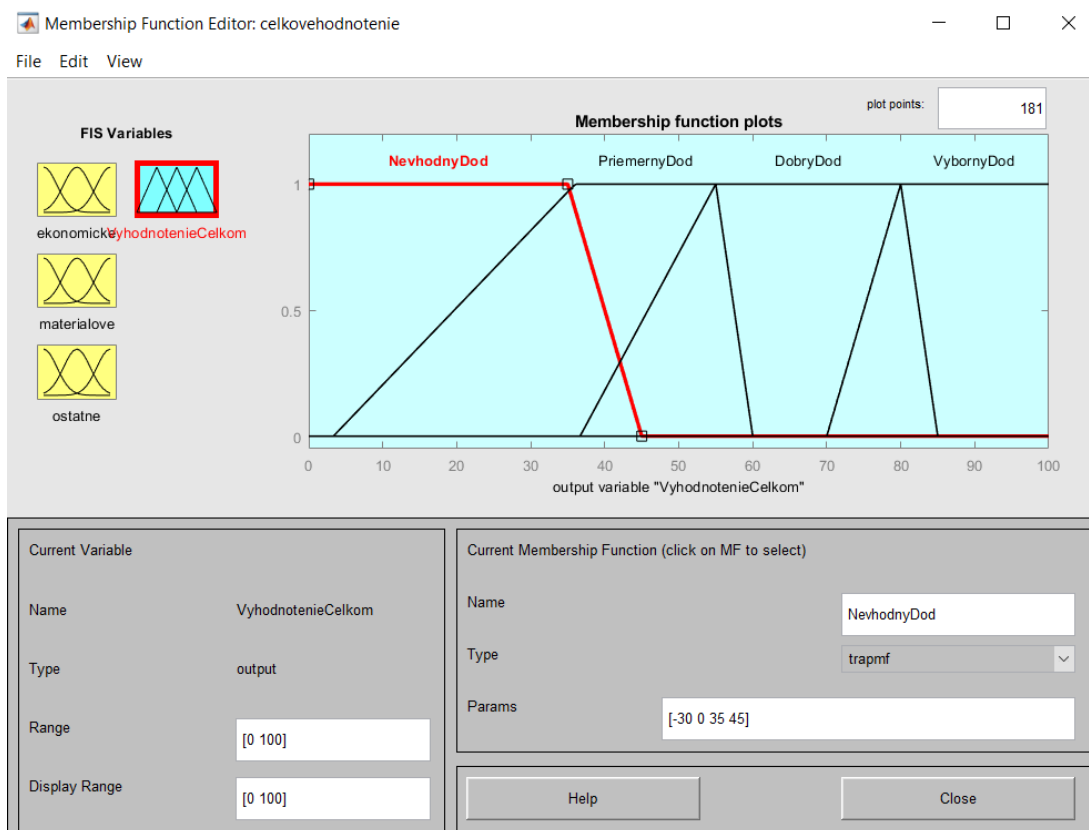 Membership Function Editor: celkovehodnotenie
File Edit View
plot points: 181
FIS Variables
Membership function plots
ekonomicke
VyhodnotenieCelkom
materialove
ostatne
NevhodnyDod PriemernyDod DobryDod VybornyDod
1
0.5
0
0 10 20 30 40 50 60 70 80 90 100
output variable "VyhodnotenieCelkom"
Current Variable
Name VyhodnotenieCelkom
Type output
Range [0 100]
Display Range [0 100]
Current Membership Function (click on MF to select)
Name NevhodnyDod
Type trapmf
Params [-30 0 35 45]
Help Close